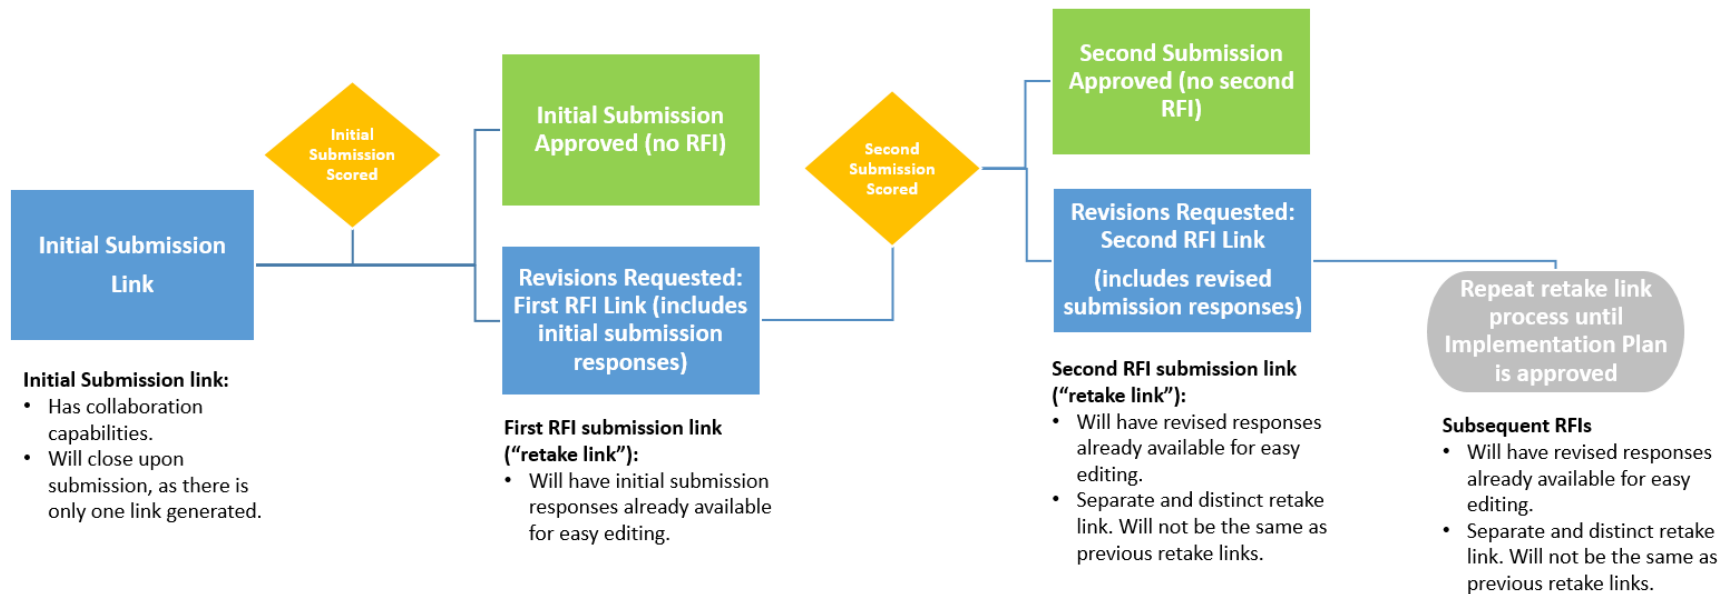 Initial Submission
Link
Initial Submission link:
• Has collaboration
capabilities.
• Will close upon
submission, as there is
only one link generated.
Initial
Submission
Scored
Initial Submission
Approved (no RFI)
Revisions Requested:
First RFI Link (includes
initial submission
responses)
First RFI submission link
(“retake link”):
• Will have initial submission
responses already available
for easy editing.
Second
Submission
Scored
Second Submission
Approved (no second
RFI)
Revisions Requested:
Second RFI Link
(includes revised
submission responses)
Second RFI submission link
(“retake link”):
• Will have revised responses
already available for easy
editing.
• Separate and distinct retake
link. Will not be the same as
previous retake links.
Repeat retake link
process until
Implementation Plan
is approved
Subsequent RFIs
• Will have revised responses
already available for easy
editing.
• Separate and distinct retake
link. Will not be the same as
previous retake links.